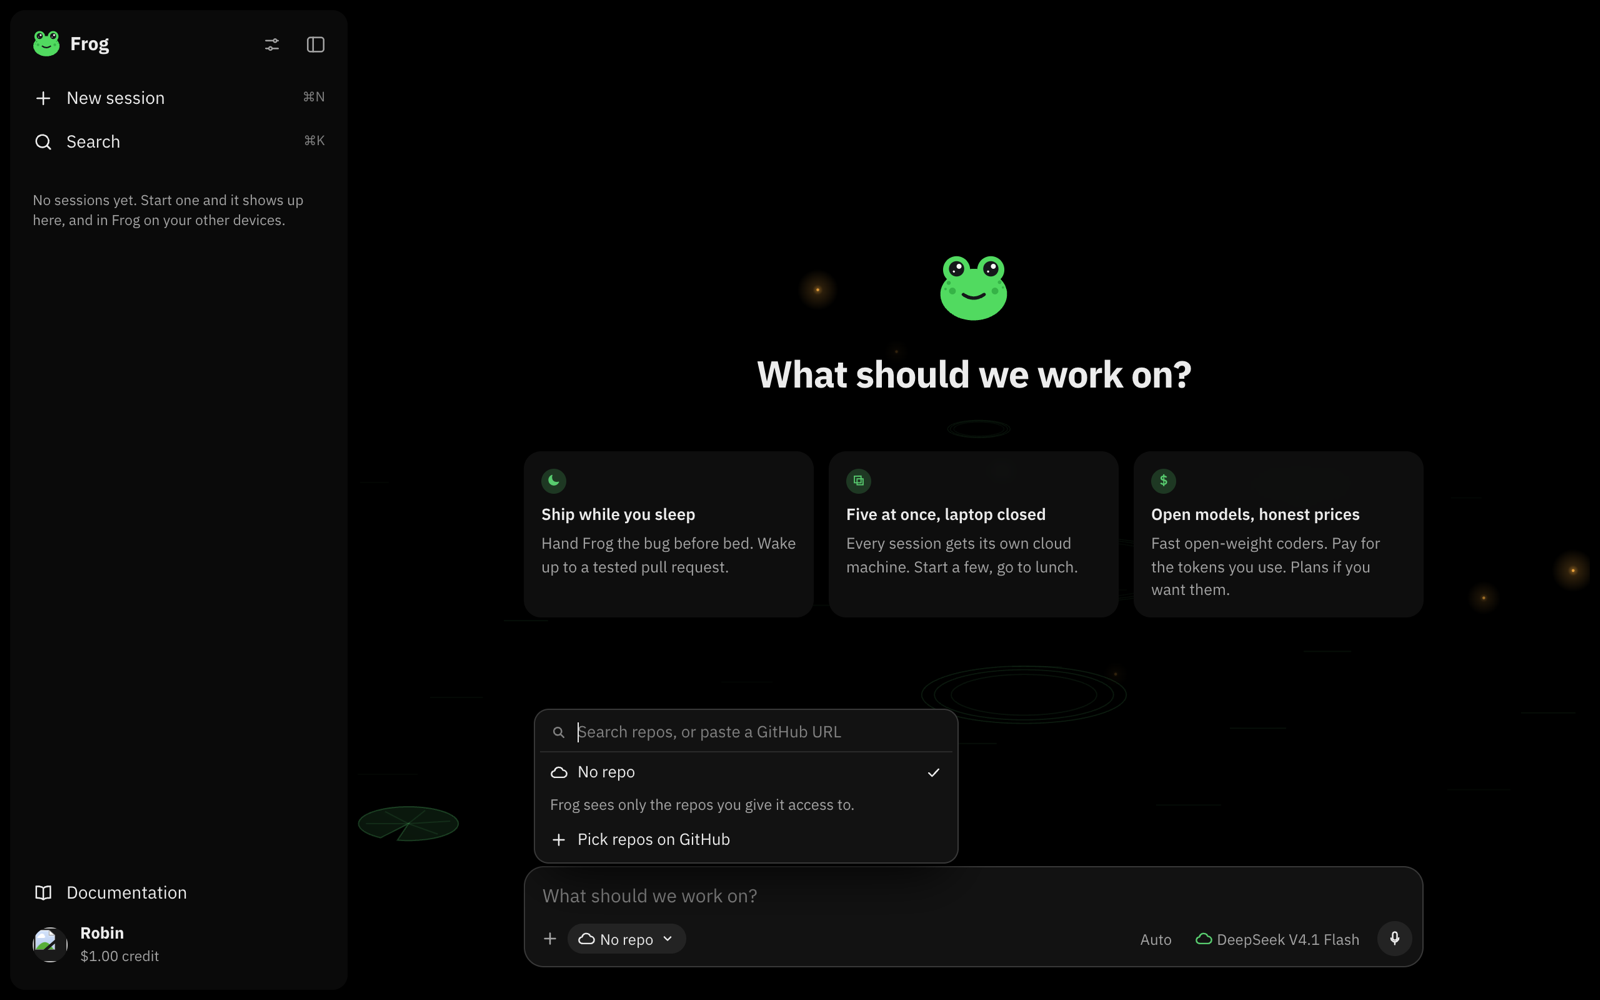 Frog
New session ⌘N
Search ⌘K
No sessions yet. Start one and it shows up
here, and in Frog on your other devices.
What should we work on?
Ship while you sleep
Hand Frog the bug before bed. Wake
up to a tested pull request.
Five at once, laptop closed
Every session gets its own cloud
machine. Start a few, go to lunch.
$
Open models, honest prices
Fast open-weight coders. Pay for
the tokens you use. Plans if you
want them.
Search repos, or paste a GitHub URL
No repo
Frog sees only the repos you give it access to.
Pick repos on GitHub
What should we work on?
No repo
Auto
DeepSeek V4.1 Flash
Documentation
Robin
$1.00 credit